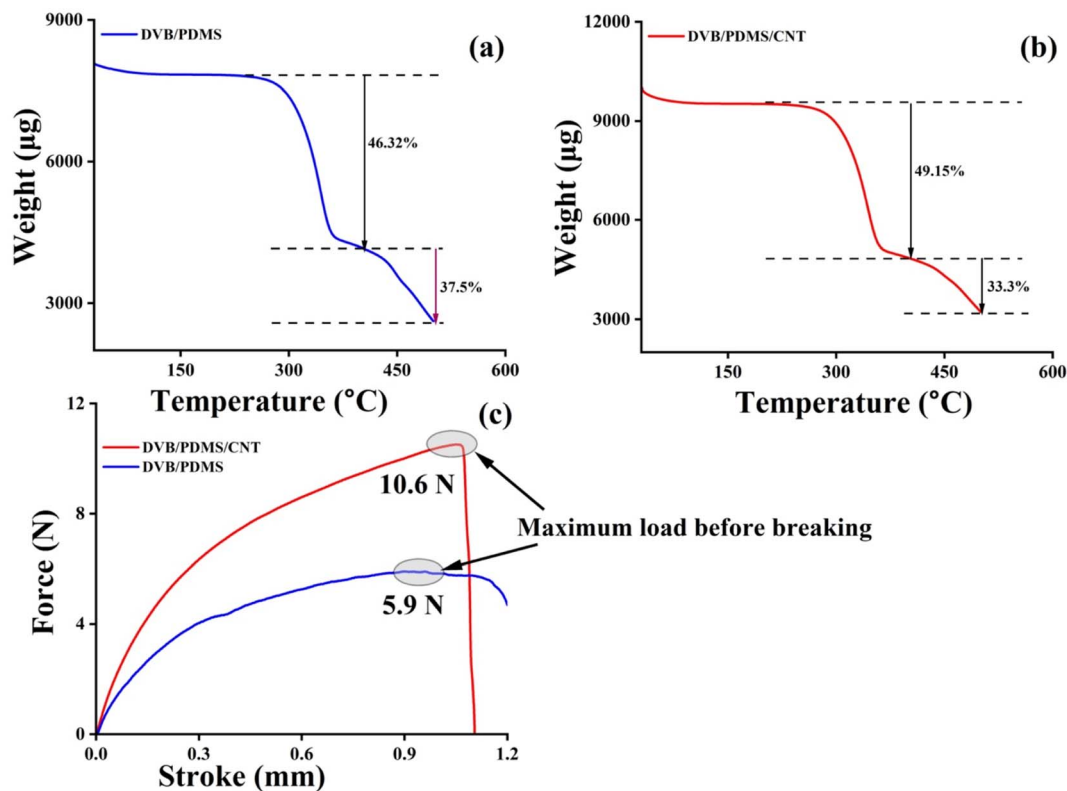 9000
DVB/PDMS
(a)
6000
46.32%
37.5%
3000
Weight (µg)
150
300
450
600
Temperature (°C)
12000
DVB/PDMS/CNT
(b)
9000
49.15%
6000
33.3%
3000
Weight (µg)
150
300
450
600
Temperature (°C)
12
(c)
DVB/PDMS/CNT
DVB/PDMS
8
10.6 N
Maximum load before breaking
4
5.9 N
0
Force (N)
0.0
0.3
0.6
0.9
1.2
Stroke (mm)